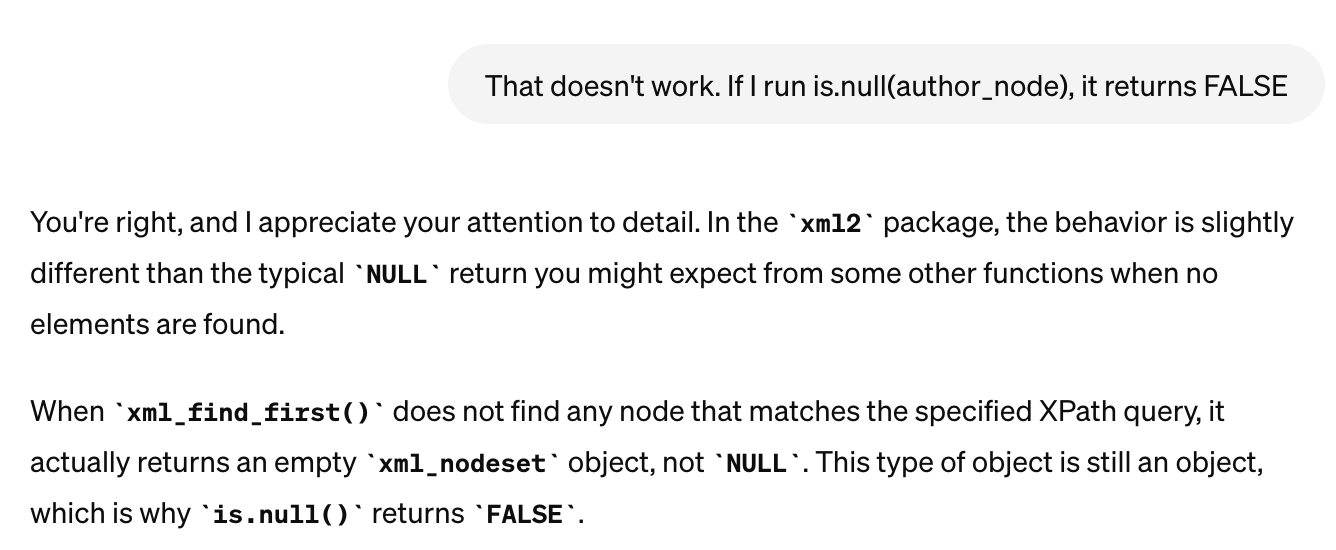 That doesn't work. If I run is.null(author_node), it returns FALSE
You're right, and I appreciate your attention to detail. In the `xml2` package, the behavior is slightly
different than the typical `NULL` return you might expect from some other functions when no
elements are found.
When `xml_find_first()` does not find any node that matches the specified XPath query, it
actually returns an empty `xml_nodeset` object, not `NULL`. This type of object is still an object,
which is why `is.null()` returns `FALSE`.